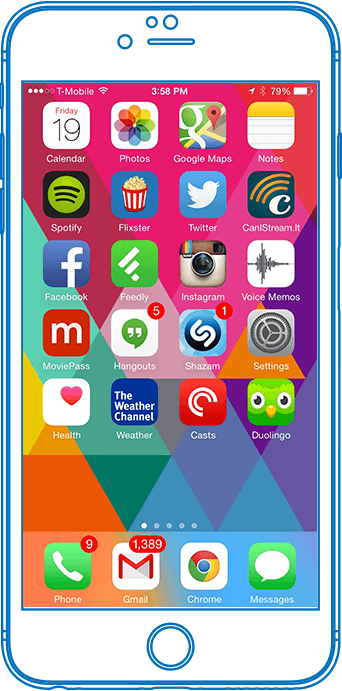 T-Mobile 3:58 PM 79%
Friday
19
Calendar Photos Google Maps Notes
Spotify Flixster Twitter CanIStream.It
Facebook Feedly Instagram Voice Memos
5 1
m
MoviePass Hangouts Shazam Settings
The
Weather
Channel
Health Weather Casts Duolingo
9 1,389
Phone Gmail Chrome Messages